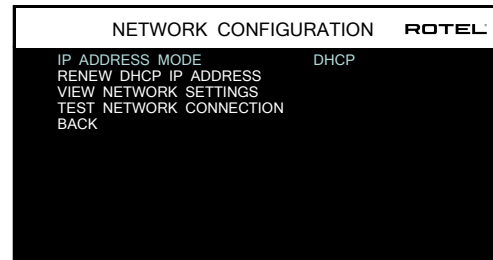 NETWORK CONFIGURATION ROTEL
IP ADDRESS MODE DHCP
RENEW DHCP IP ADDRESS
VIEW NETWORK SETTINGS
TEST NETWORK CONNECTION
BACK